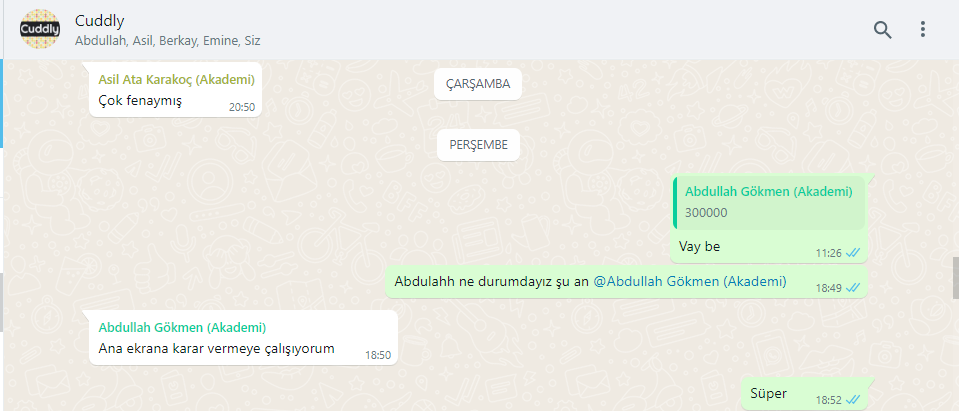 Cuddly
Cuddly
Abdullah, Asil, Berkay, Emine, Siz
Asil Ata Karakoç (Akademi)
Çok fenaymış
20:50
ÇARŞAMBA
PERŞEMBE
Abdullah Gökmen (Akademi)
300000
Vay be
11:26
Abdulahh ne durumdayız şu an @Abdullah Gökmen (Akademi)
18:49
Abdullah Gökmen (Akademi)
Ana ekrana karar vermeye çalışıyorum
18:50
Süper
18:52